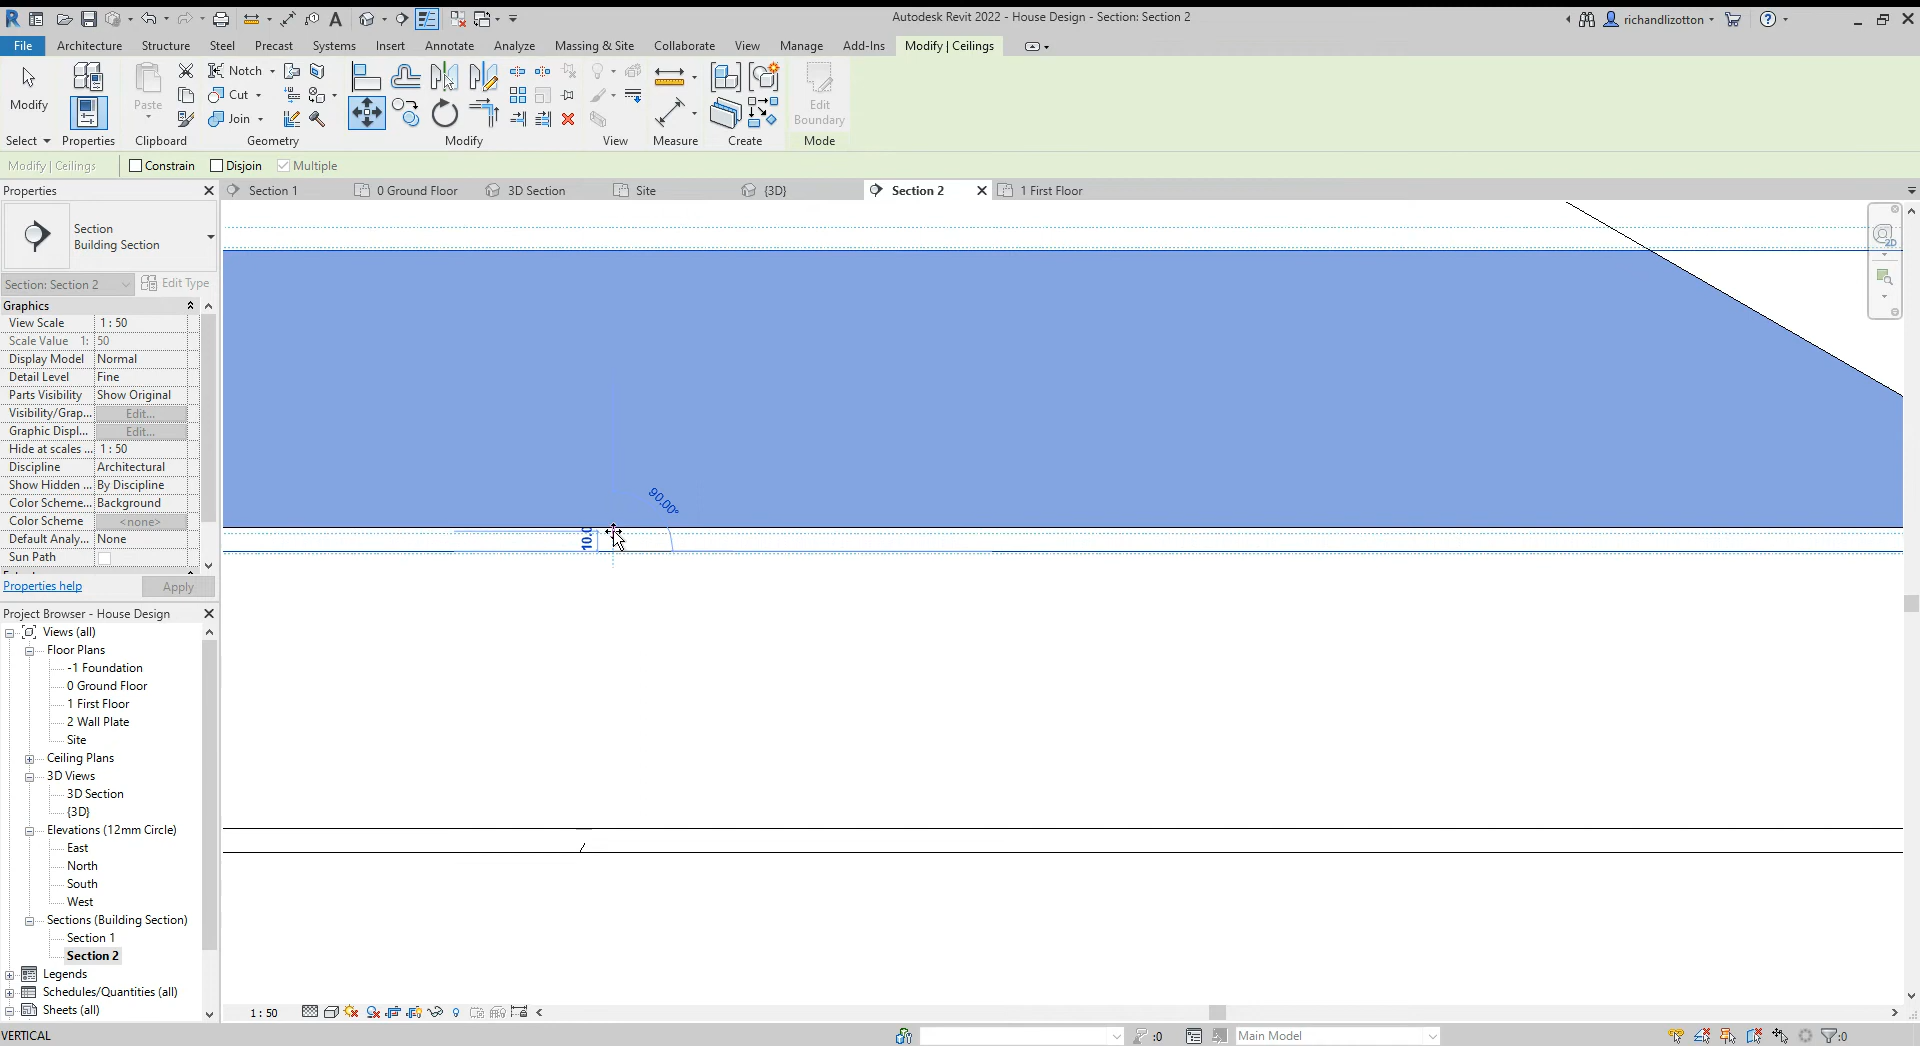 Autodesk Revit 2022 - House Design - Section: Section 2
richandlizotton
File Architecture Structure Steel Precast Systems Insert Annotate Analyze Massing & Site Collaborate View Manage Add-Ins Modify | Ceilings
Modify
Paste
Notch
Cut
Join
Edit
Boundary
Select Properties Clipboard Geometry Modify View Measure Create Mode
Modify | Ceilings Constrain Disjoin Multiple
Properties
Section 1 0 Ground Floor 3D Section Site {3D} Section 2 1 First Floor
Section
Building Section
2D
Section: Section 2 Edit Type
Graphics
View Scale 1 : 50
Scale Value 1: 50
Display Model Normal
Detail Level Fine
Parts Visibility Show Original
Visibility/Grap... Edit...
Graphic Displ... Edit...
Hide at scales ... 1 : 50
Discipline Architectural
Show Hidden ... By Discipline
Color Scheme... Background
Color Scheme <none>
Default Analy... None
Sun Path
Properties help Apply
90.00°
10.0
Project Browser - House Design
Views (all)
Floor Plans
-1 Foundation
0 Ground Floor
1 First Floor
2 Wall Plate
Site
Ceiling Plans
3D Views
3D Section
{3D}
Elevations (12mm Circle)
East
North
South
West
Sections (Building Section)
Section 1
Section 2
Legends
Schedules/Quantities (all)
Sheets (all)
1 : 50
VERTICAL
:0
Main Model
:0